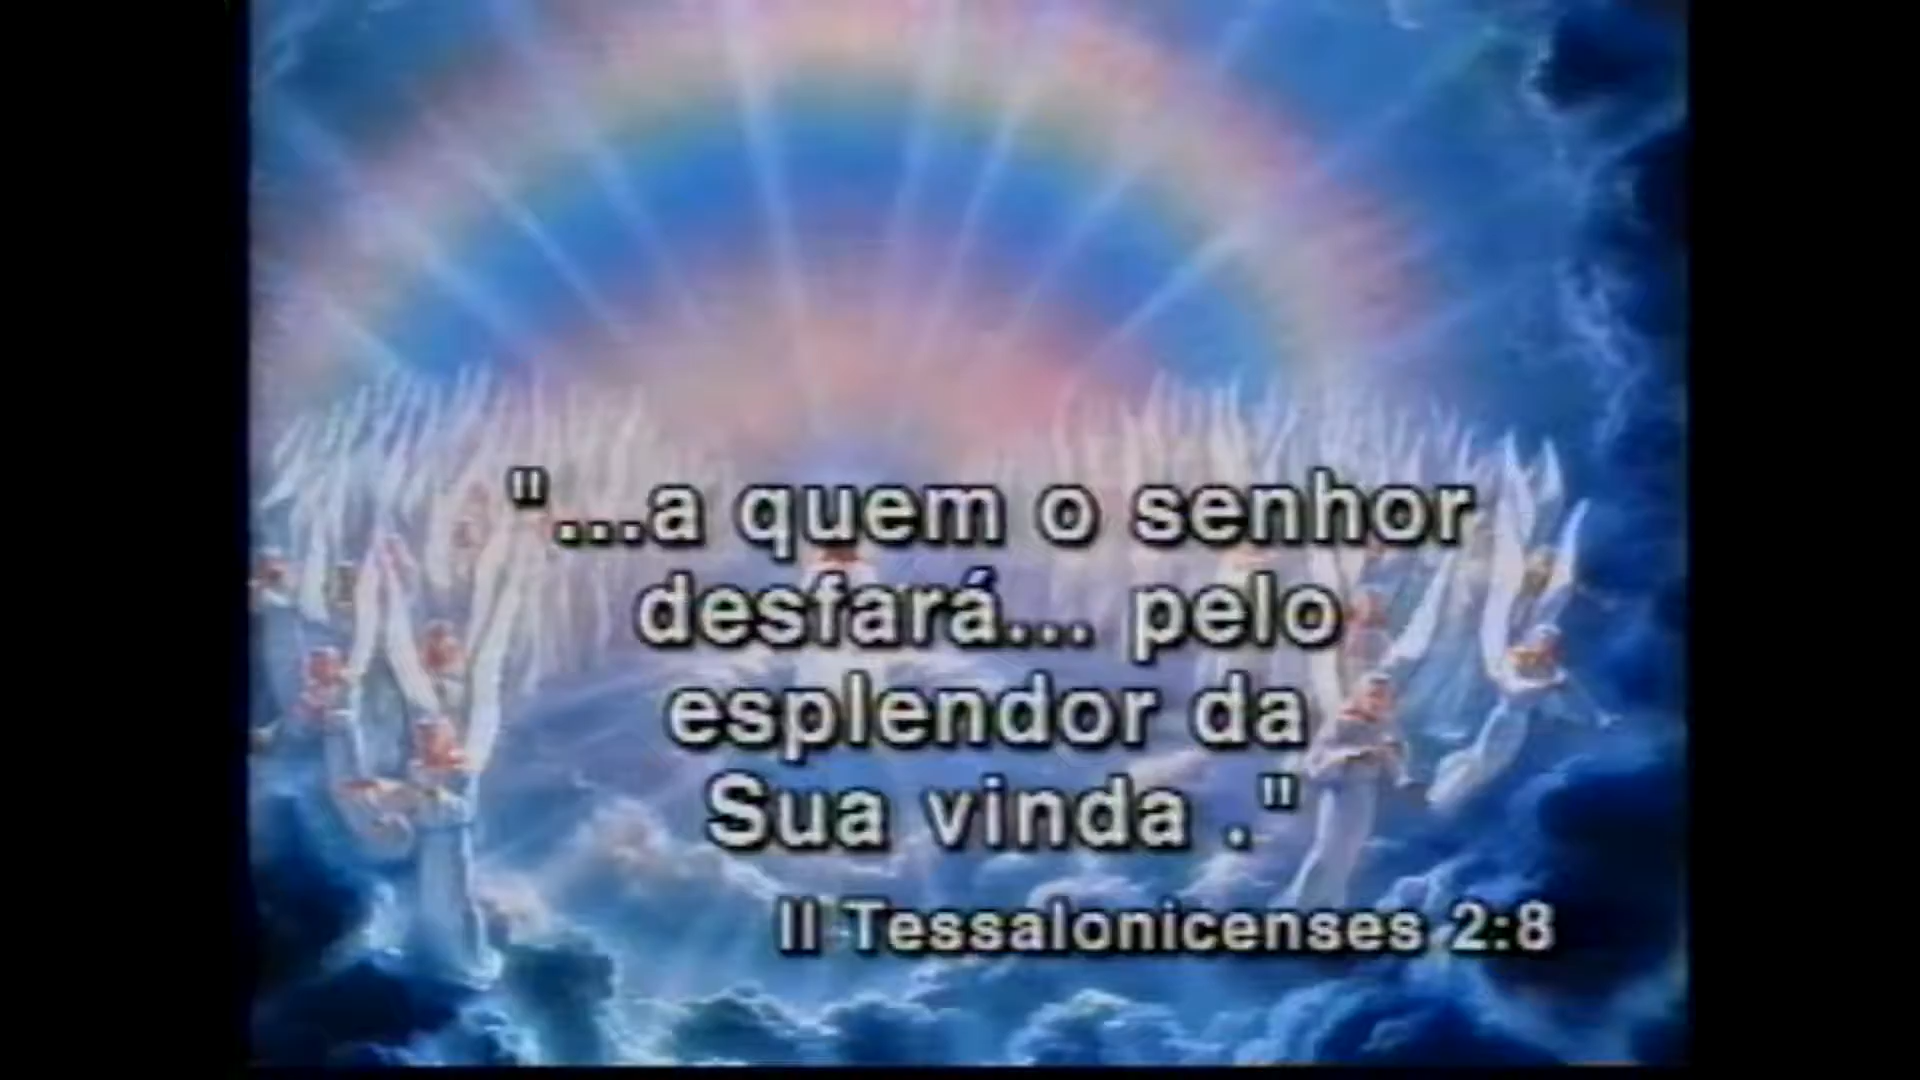 "...a quem o senhor
desfará... pelo
esplendor da
Sua vinda ."
II Tessalonicenses 2:8